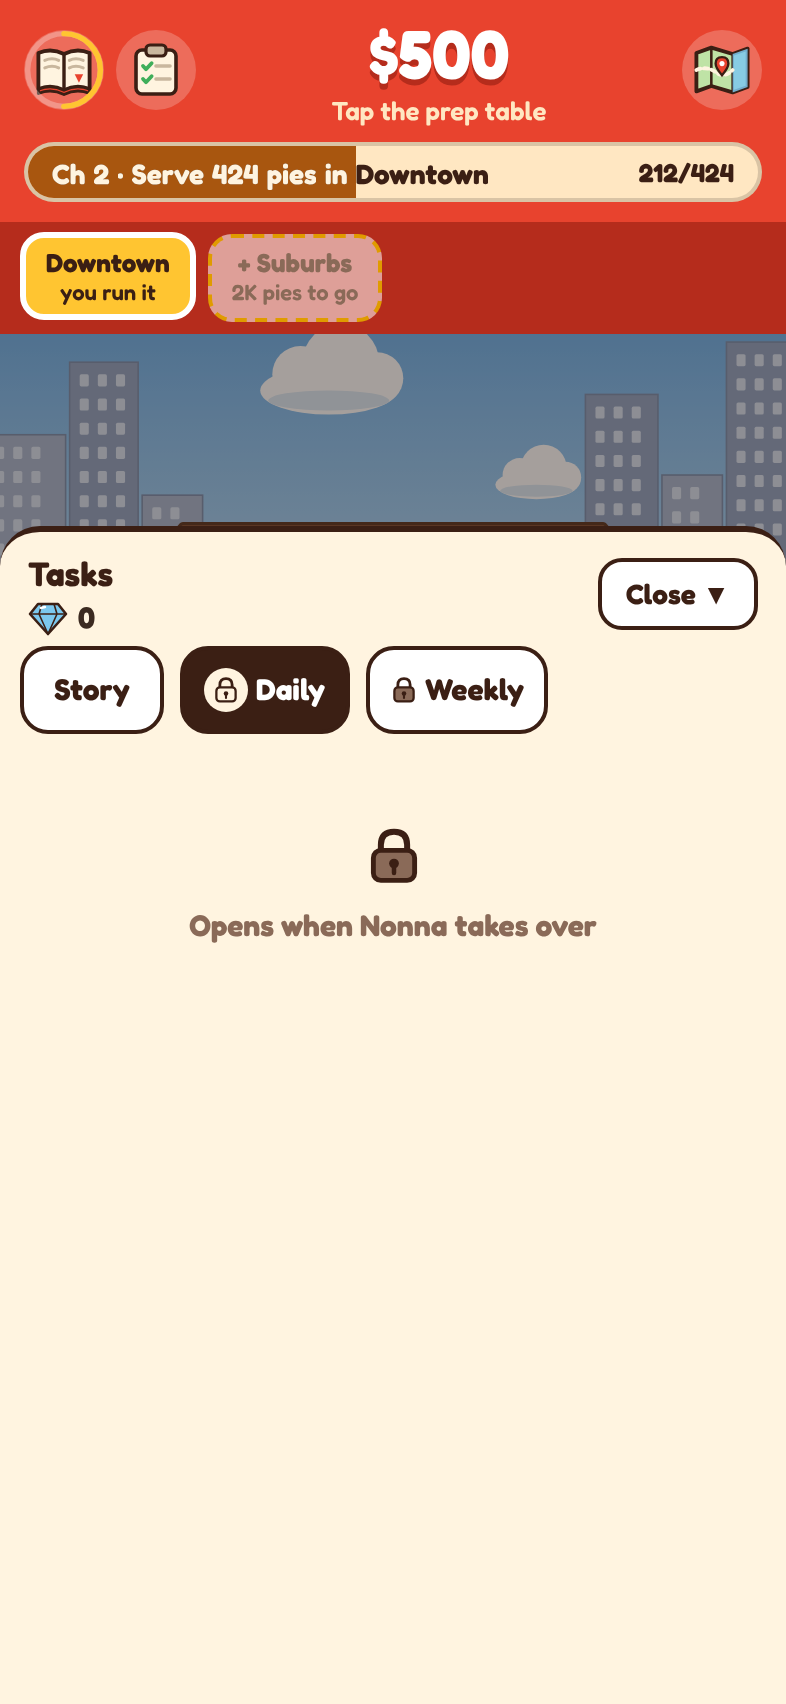 $500
Tap the prep table
Ch 2 · Serve 424 pies in Downtown
212/424
Downtown
you run it
+ Suburbs
2K pies to go
Tasks
0
Close ▼
Story
Daily
Weekly
Opens when Nonna takes over